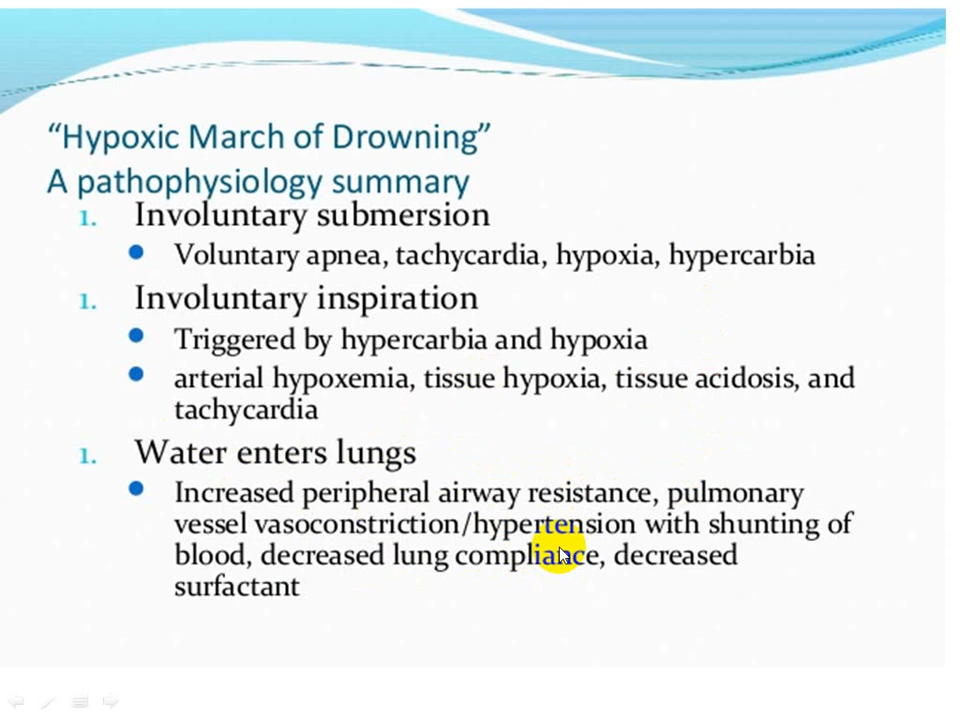 “Hypoxic March of Drowning”
A pathophysiology summary
1. Involuntary submersion
● Voluntary apnea, tachycardia, hypoxia, hypercarbia
1. Involuntary inspiration
● Triggered by hypercarbia and hypoxia
● arterial hypoxemia, tissue hypoxia, tissue acidosis, and
tachycardia
1. Water enters lungs
● Increased peripheral airway resistance, pulmonary
vessel vasoconstriction/hypertension with shunting of
blood, decreased lung compliance, decreased
surfactant